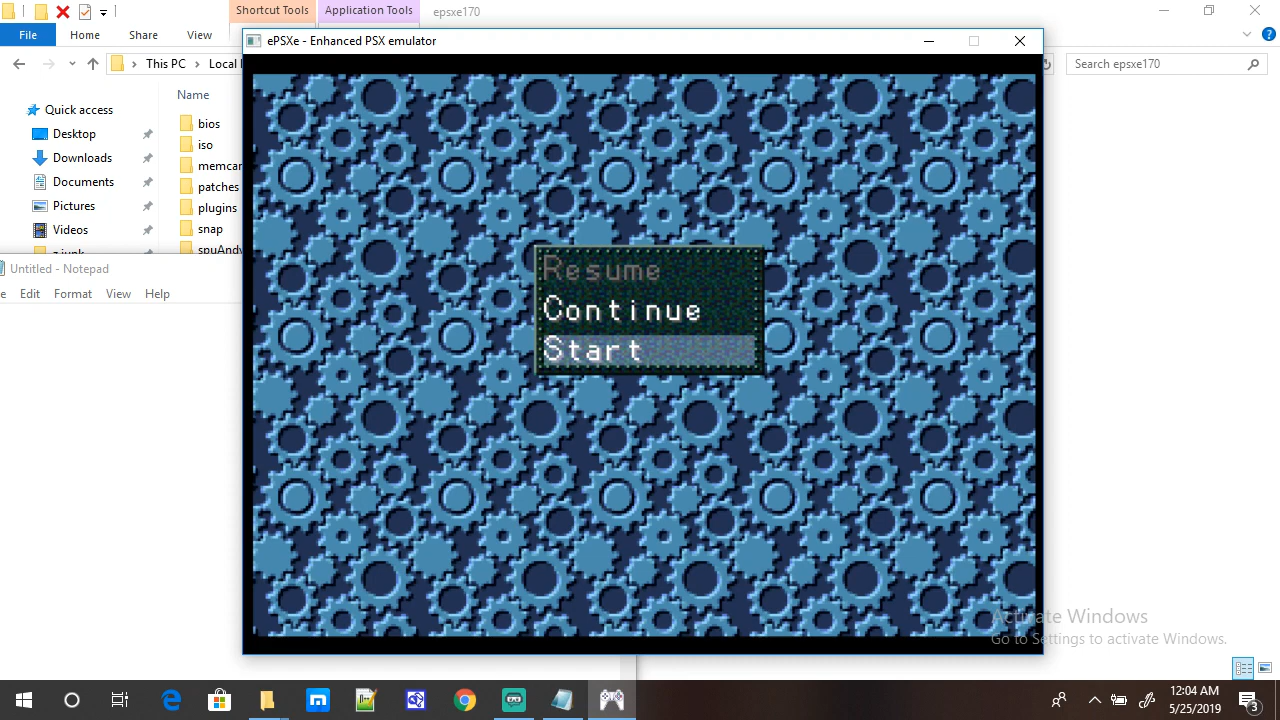 Shortcut Tools
Application Tools
epsxe170
File
Home
Share
View
ePSXe - Enhanced PSX emulator
This PC
Local
Search epsxe170
Name
Quick access
Desktop
Downloads
Documents
Pictures
Videos
bios
iso
memcar
patches
plugins
snap
Untitled - Notepad
Edit
Format
View
Help
Resume
Continue
Start
Activate Windows
Go to Settings to activate Windows.
12:04 AM
5/25/2019
3